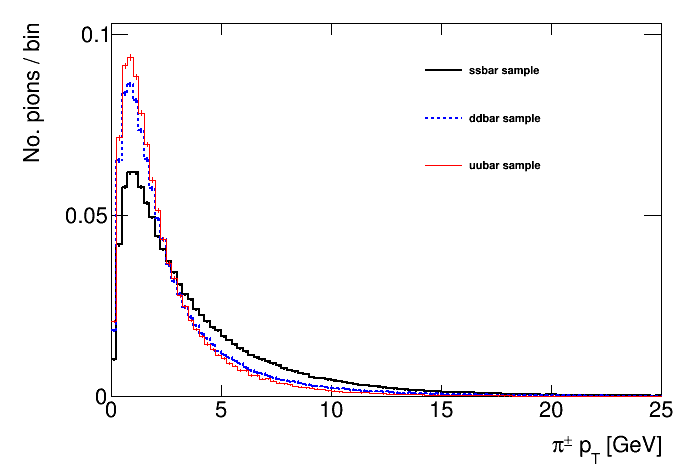 No. pions / bin
0.1
0.05
0
ssbar sample
ddbar sample
uubar sample
0 5 10 15 20 25
π± pT [GeV]